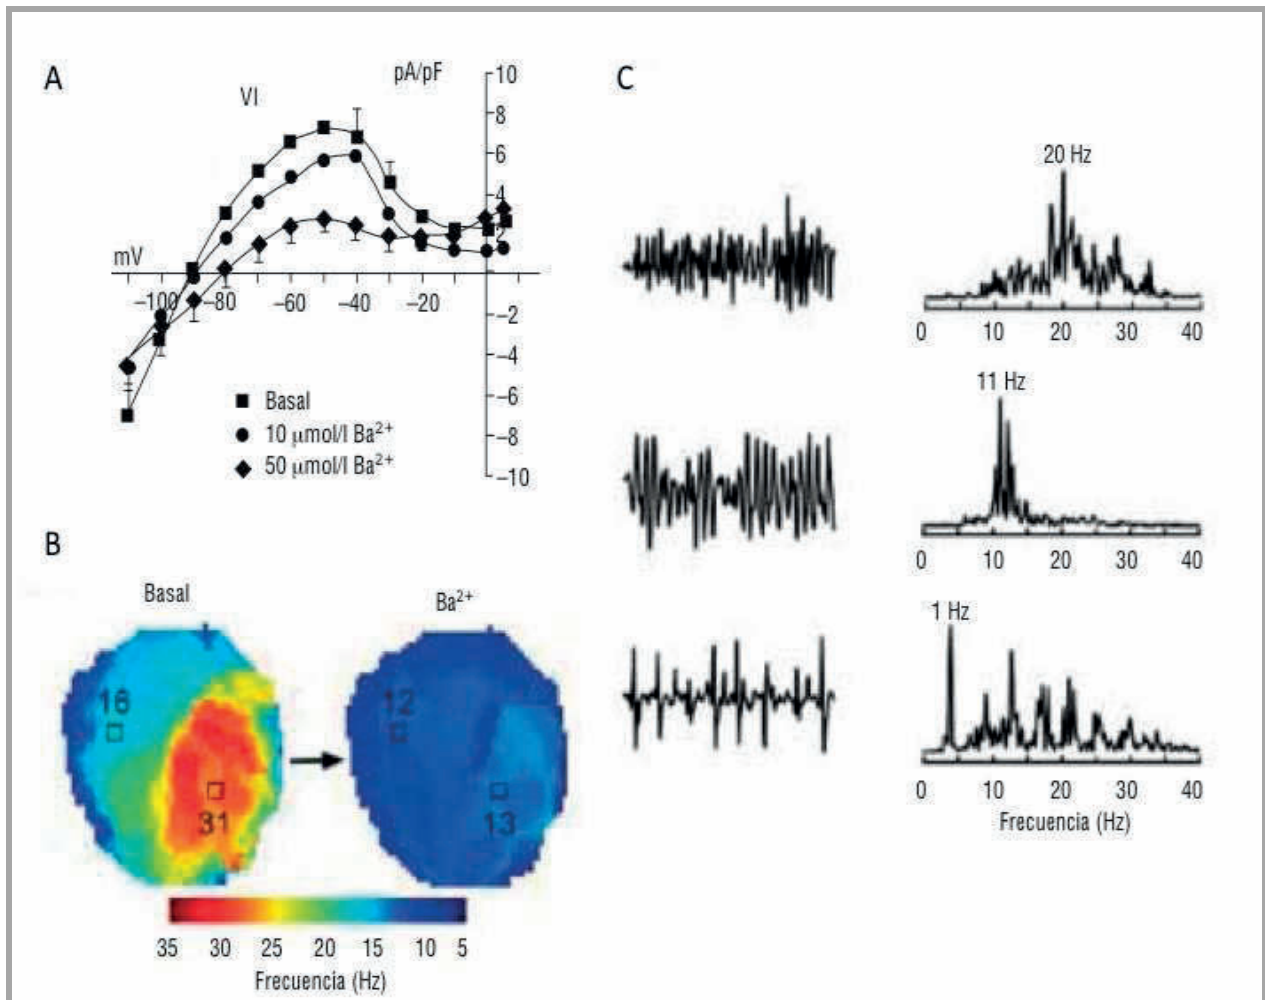 A
VI
pA/pF
10
8
6
4
2
mV
–100
–80
–60
–40
–20
–2
–4
–6
–8
–10
Basal
10 μmol/l Ba2+
50 μmol/l Ba2+
B
Basal
Ba2+
18
31
12
13
35 30 25 20 15 10 5
Frecuencia (Hz)
C
20 Hz
0 10 20 30 40
11 Hz
0 10 20 30 40
1 Hz
0 10 20 30 40
Frecuencia (Hz)